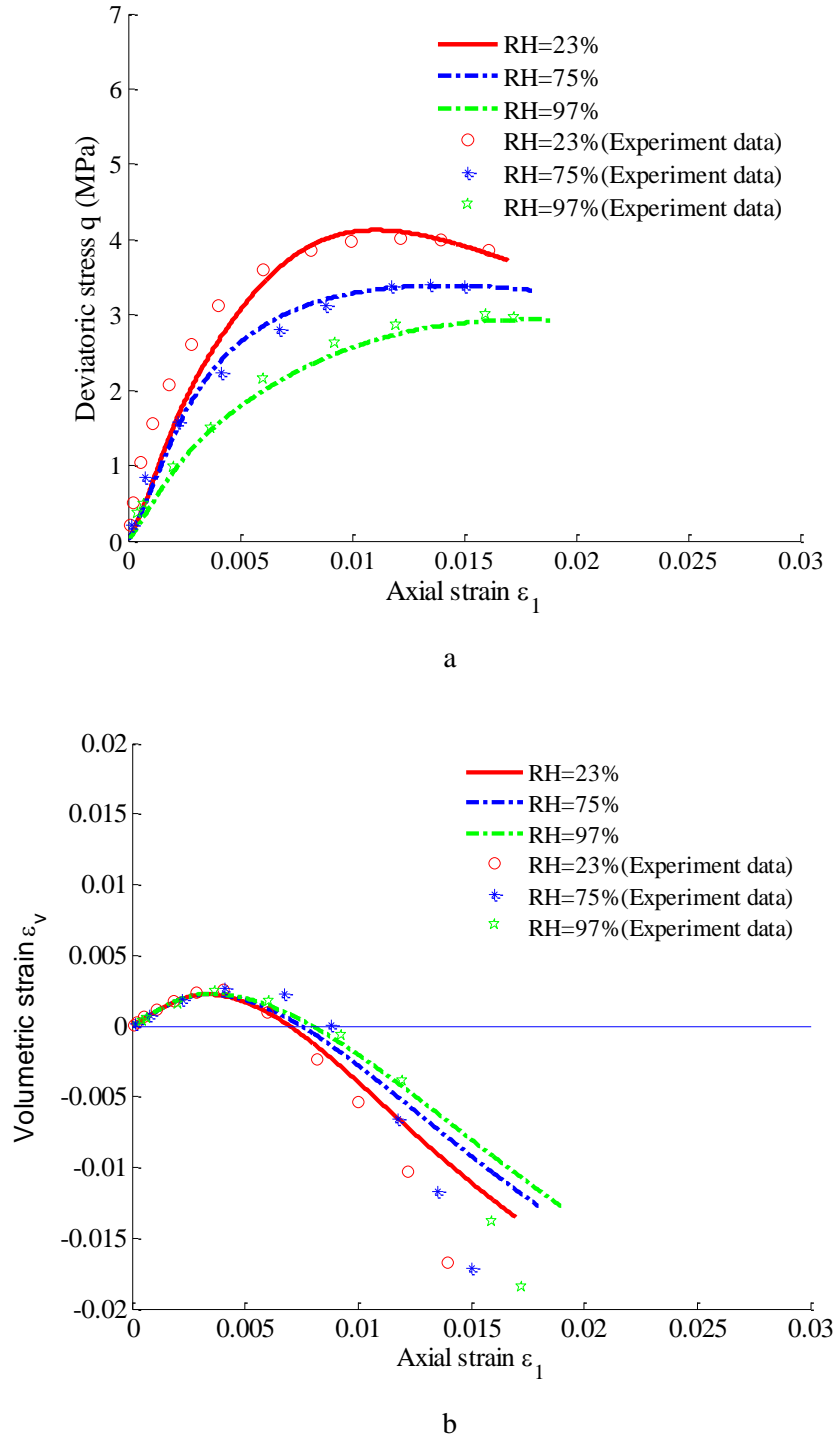 7
6
5
4
3
2
1
0
Deviatoric stress q (MPa)
RH=23%
RH=75%
RH=97%
RH=23%(Experiment data)
RH=75%(Experiment data)
RH=97%(Experiment data)
0 0.005 0.01 0.015 0.02 0.025 0.03
Axial strain ε₁
a
0.02
0.015
0.01
0.005
0
-0.005
-0.01
-0.015
-0.02
Volumetric strain εᵥ
RH=23%
RH=75%
RH=97%
RH=23%(Experiment data)
RH=75%(Experiment data)
RH=97%(Experiment data)
0 0.005 0.01 0.015 0.02 0.025 0.03
Axial strain ε₁
b